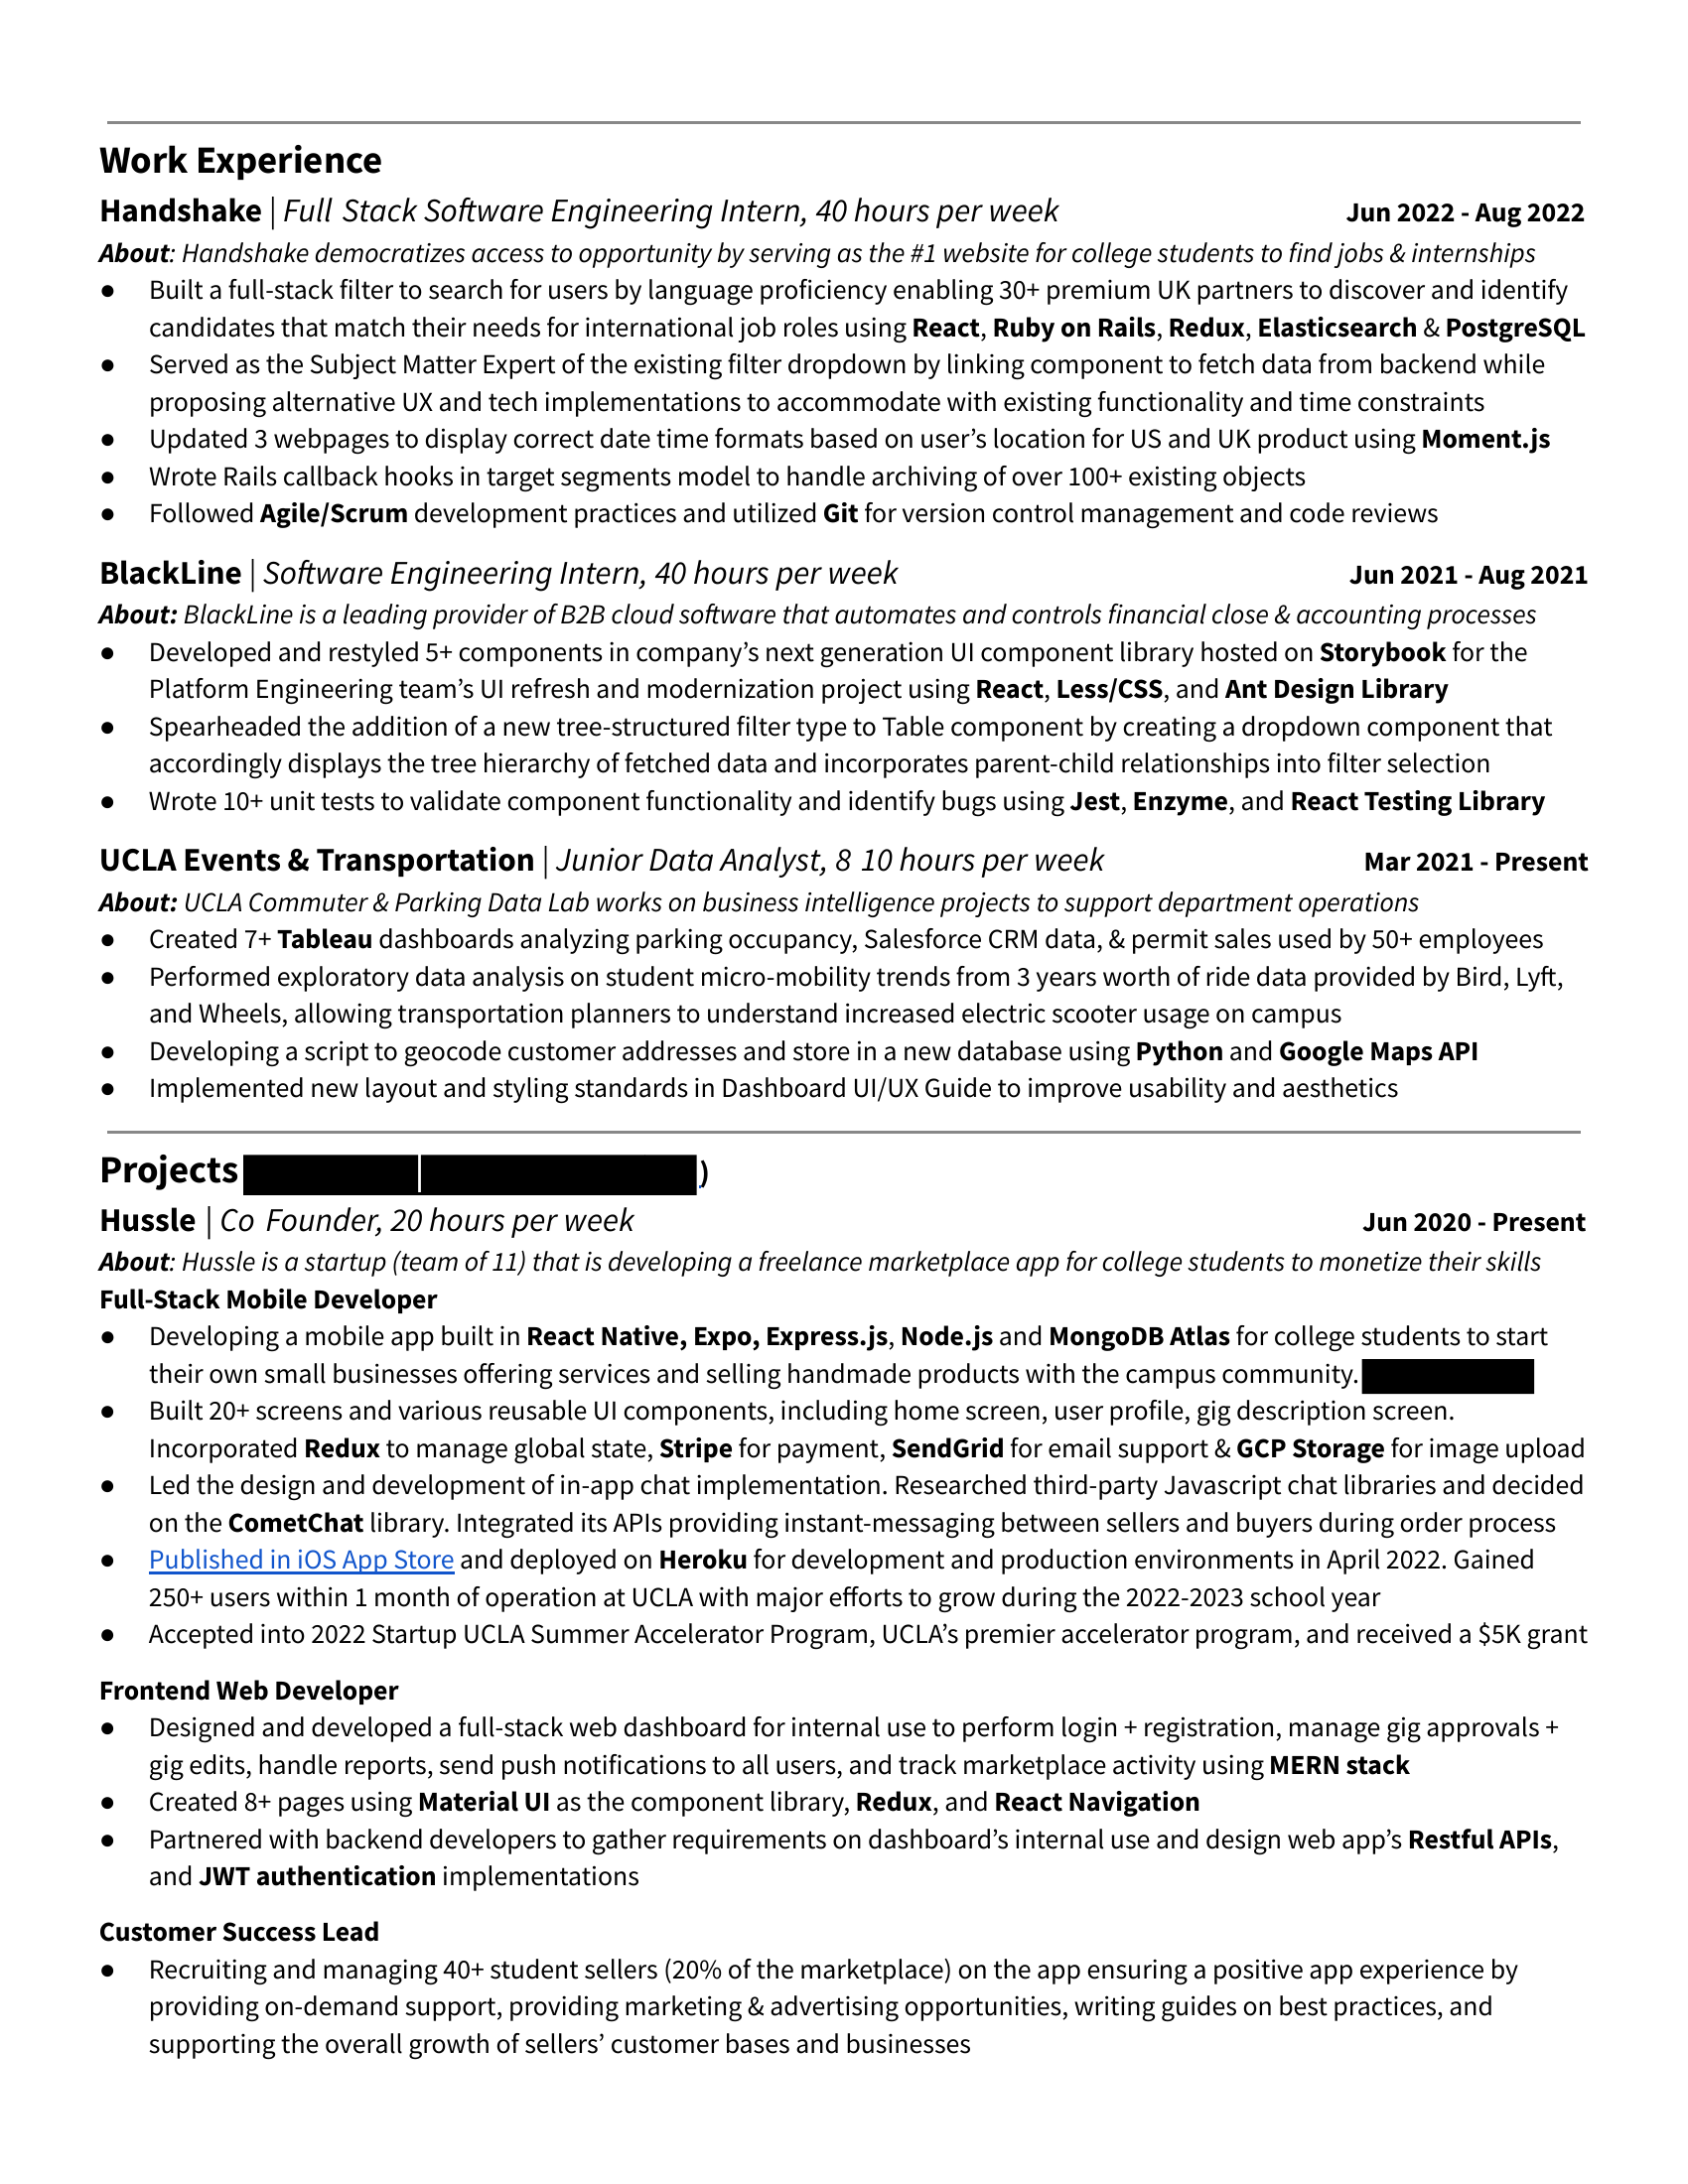 Work Experience
Handshake | Full Stack Software Engineering Intern, 40 hours per week Jun 2022 - Aug 2022
About: Handshake democratizes access to opportunity by serving as the #1 website for college students to find jobs & internships
● Built a full-stack filter to search for users by language proficiency enabling 30+ premium UK partners to discover and identify
candidates that match their needs for international job roles using React, Ruby on Rails, Redux, Elasticsearch & PostgreSQL
● Served as the Subject Matter Expert of the existing filter dropdown by linking component to fetch data from backend while
proposing alternative UX and tech implementations to accommodate with existing functionality and time constraints
● Updated 3 webpages to display correct date time formats based on user’s location for US and UK product using Moment.js
● Wrote Rails callback hooks in target segments model to handle archiving of over 100+ existing objects
● Followed Agile/Scrum development practices and utilized Git for version control management and code reviews
BlackLine | Software Engineering Intern, 40 hours per week Jun 2021 - Aug 2021
About: BlackLine is a leading provider of B2B cloud software that automates and controls financial close & accounting processes
● Developed and restyled 5+ components in company’s next generation UI component library hosted on Storybook for the
Platform Engineering team’s UI refresh and modernization project using React, Less/CSS, and Ant Design Library
● Spearheaded the addition of a new tree-structured filter type to Table component by creating a dropdown component that
accordingly displays the tree hierarchy of fetched data and incorporates parent-child relationships into filter selection
● Wrote 10+ unit tests to validate component functionality and identify bugs using Jest, Enzyme, and React Testing Library
UCLA Events & Transportation | Junior Data Analyst, 8 10 hours per week Mar 2021 - Present
About: UCLA Commuter & Parking Data Lab works on business intelligence projects to support department operations
● Created 7+ Tableau dashboards analyzing parking occupancy, Salesforce CRM data, & permit sales used by 50+ employees
● Performed exploratory data analysis on student micro-mobility trends from 3 years worth of ride data provided by Bird, Lyft,
and Wheels, allowing transportation planners to understand increased electric scooter usage on campus
● Developing a script to geocode customer addresses and store in a new database using Python and Google Maps API
● Implemented new layout and styling standards in Dashboard UI/UX Guide to improve usability and aesthetics
Projects )
Hussle | Co Founder, 20 hours per week Jun 2020 - Present
About: Hussle is a startup (team of 11) that is developing a freelance marketplace app for college students to monetize their skills
Full-Stack Mobile Developer
● Developing a mobile app built in React Native, Expo, Express.js, Node.js and MongoDB Atlas for college students to start
their own small businesses offering services and selling handmade products with the campus community.
● Built 20+ screens and various reusable UI components, including home screen, user profile, gig description screen.
Incorporated Redux to manage global state, Stripe for payment, SendGrid for email support & GCP Storage for image upload
● Led the design and development of in-app chat implementation. Researched third-party Javascript chat libraries and decided
on the CometChat library. Integrated its APIs providing instant-messaging between sellers and buyers during order process
● Published in iOS App Store and deployed on Heroku for development and production environments in April 2022. Gained
250+ users within 1 month of operation at UCLA with major efforts to grow during the 2022-2023 school year
● Accepted into 2022 Startup UCLA Summer Accelerator Program, UCLA’s premier accelerator program, and received a $5K grant
Frontend Web Developer
● Designed and developed a full-stack web dashboard for internal use to perform login + registration, manage gig approvals +
gig edits, handle reports, send push notifications to all users, and track marketplace activity using MERN stack
● Created 8+ pages using Material UI as the component library, Redux, and React Navigation
● Partnered with backend developers to gather requirements on dashboard’s internal use and design web app’s Restful APIs,
and JWT authentication implementations
Customer Success Lead
● Recruiting and managing 40+ student sellers (20% of the marketplace) on the app ensuring a positive app experience by
providing on-demand support, providing marketing & advertising opportunities, writing guides on best practices, and
supporting the overall growth of sellers’ customer bases and businesses